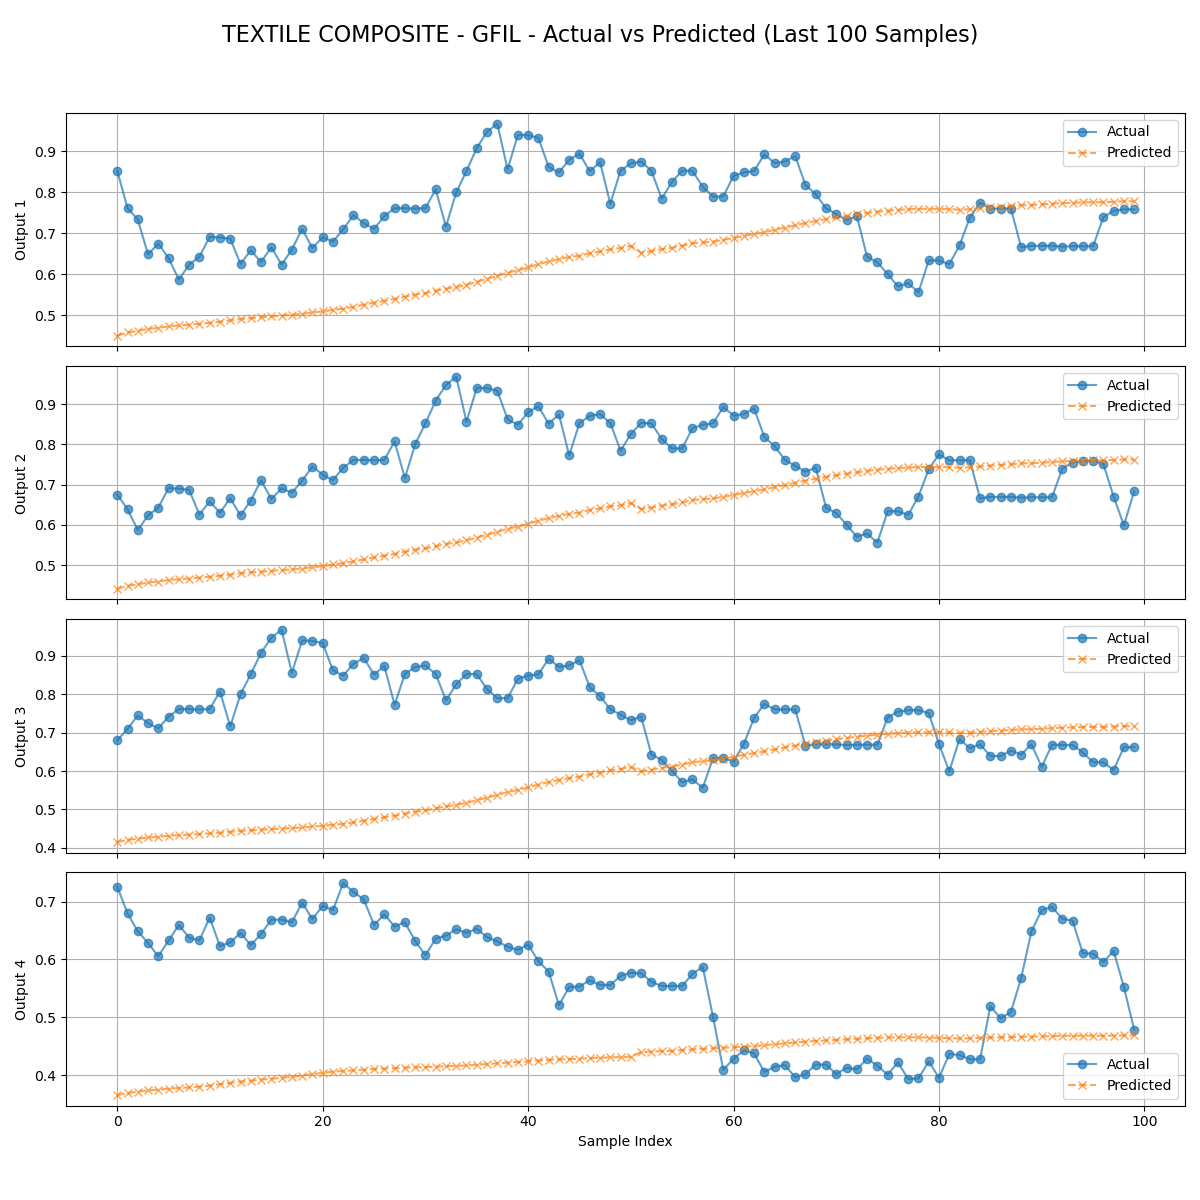 TEXTILE COMPOSITE - GFIL - Actual vs Predicted (Last 100 Samples)
Output 1
0.9
0.8
0.7
0.6
0.5
Actual
Predicted
Output 2
0.9
0.8
0.7
0.6
0.5
Actual
Predicted
Output 3
0.9
0.8
0.7
0.6
0.5
0.4
Actual
Predicted
Output 4
0.7
0.6
0.5
0.4
Actual
Predicted
0 20 40 60 80 100
Sample Index